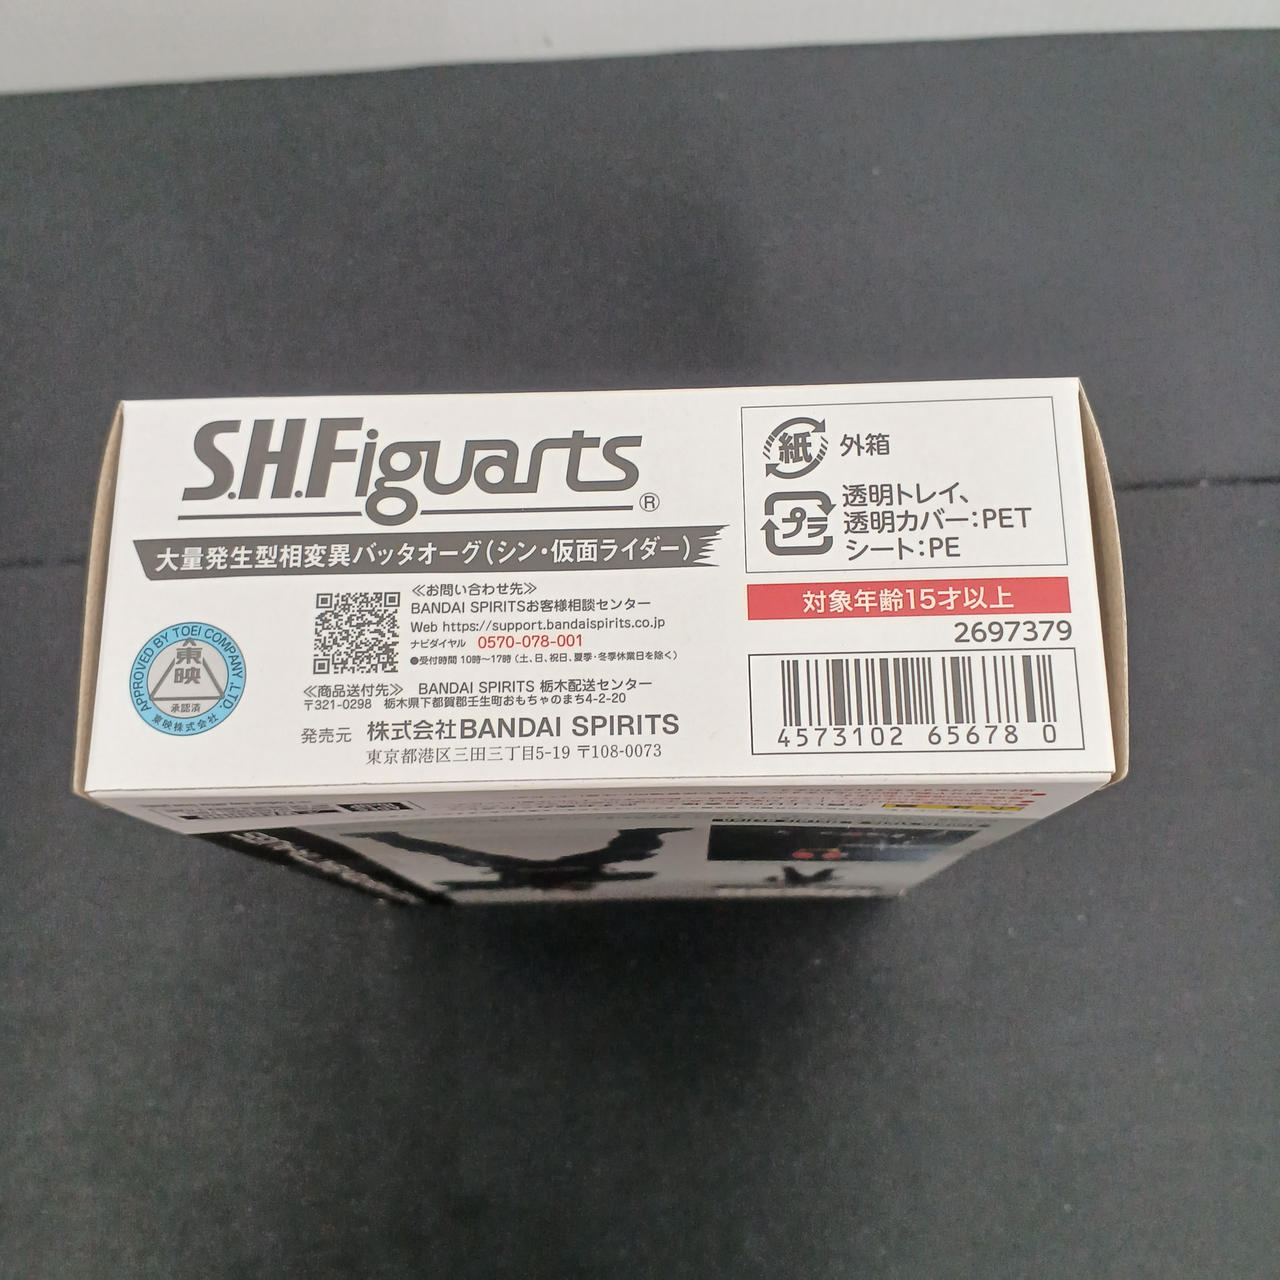 S.H.Figuarts®
大量発生型相変異バッタオーグ(シン・仮面ライダー)
≪お問い合わせ先≫
BANDAI SPIRITSお客様相談センター
Web https://support.bandaispirits.co.jp
ナビダイヤル 0570-078-001
●受付時間 10時～17時(土、日、祝日、夏季・冬季休業日を除く)
≪商品送付先≫ BANDAI SPIRITS 栃木配送センター
〒321-0298 栃木県下都賀郡壬生町おもちゃのまち4-2-20
発売元 株式会社BANDAI SPIRITS
東京都港区三田三丁目5-19 〒108-0073
APPROVED BY TOEI COMPANY, LTD.
東映
承認済
東映株式会社
紙 外箱
プラ 透明トレイ、
透明カバー:PET
シート:PE
対象年齢15才以上
2697379
4573102 65678 0